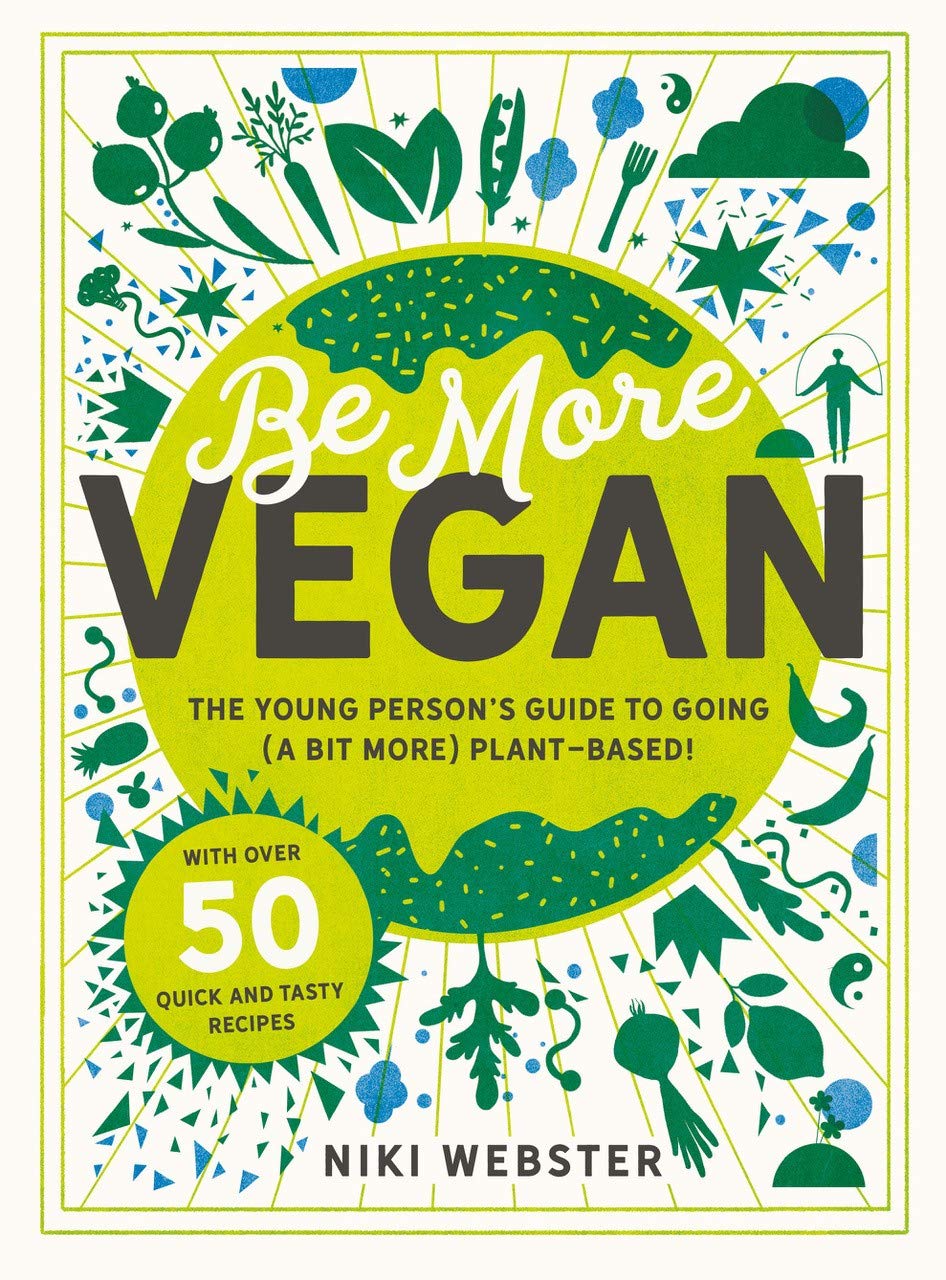 Be More
VEGAN
THE YOUNG PERSON'S GUIDE TO GOING
(A BIT MORE) PLANT-BASED!
WITH OVER
50
QUICK AND TASTY
RECIPES
NIKI WEBSTER